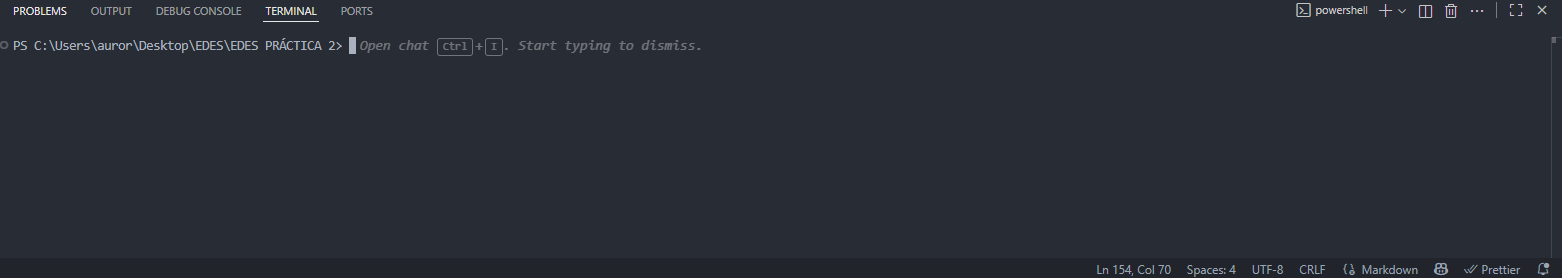 PROBLEMS OUTPUT DEBUG CONSOLE TERMINAL PORTS powershell
PS C:\Users\auror\Desktop\EDES\EDES PRÁCTICA 2> Open chat Ctrl+I. Start typing to dismiss.
Ln 154, Col 70 Spaces: 4 UTF-8 CRLF Markdown Prettier